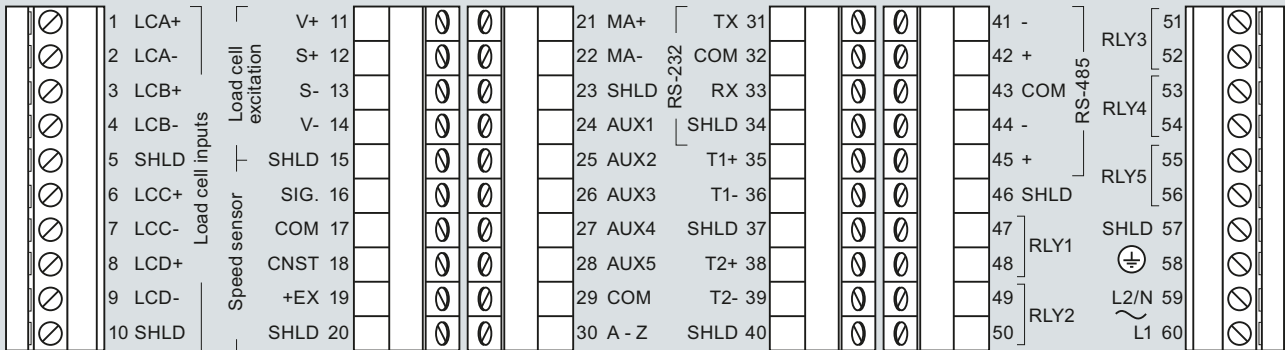 1 LCA+
2 LCA-
3 LCB+
4 LCB-
5 SHLD
6 LCC+
7 LCC-
8 LCD+
9 LCD-
10 SHLD
Load cell inputs
Load cell
excitation
Speed sensor
V+ 11
S+ 12
S- 13
V- 14
SHLD 15
SIG. 16
COM 17
CNST 18
+EX 19
SHLD 20
21 MA+
22 MA-
23 SHLD
24 AUX1
25 AUX2
26 AUX3
27 AUX4
28 AUX5
29 COM
30 A - Z
RS-232
TX 31
COM 32
RX 33
SHLD 34
T1+ 35
T1- 36
SHLD 37
T2+ 38
T2- 39
SHLD 40
41 -
42 +
43 COM
44 -
45 +
46 SHLD
47
48
49
50
RS-485
RLY1
RLY2
RLY3
RLY4
RLY5
51
52
53
54
55
56
SHLD 57
58
L2/N 59
L1 60